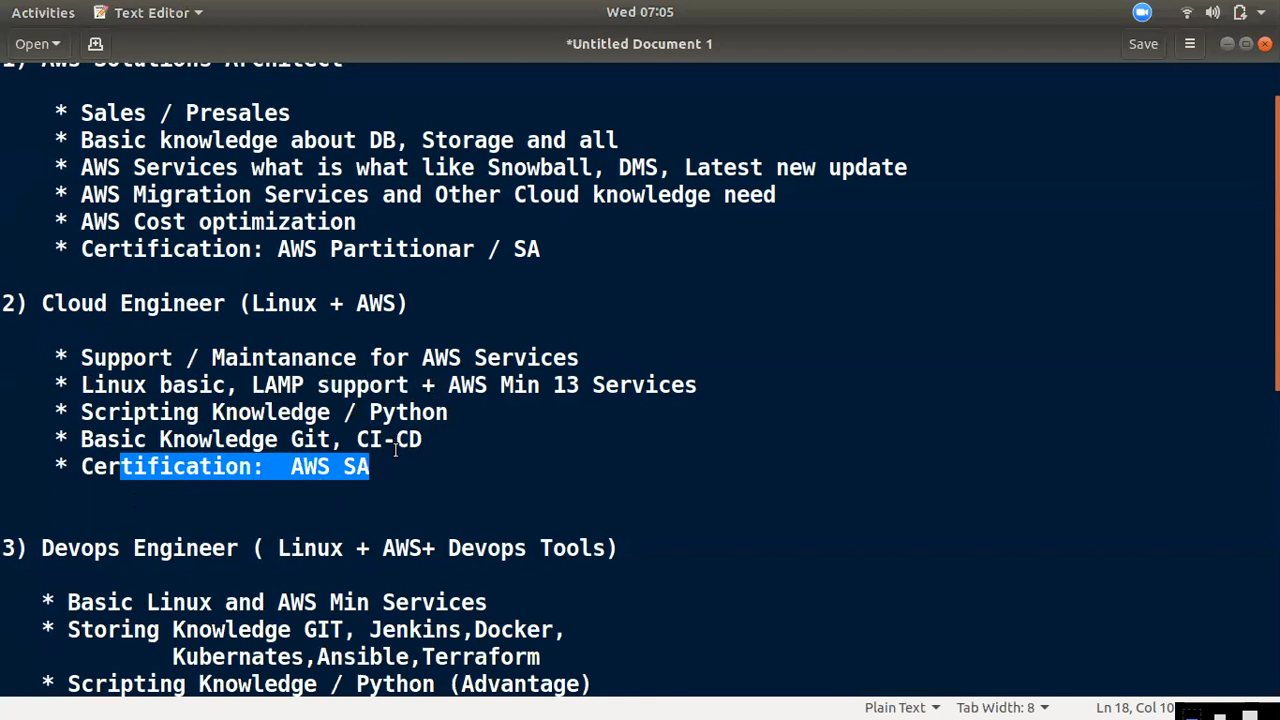 Activities Text Editor Wed 07:05
Open *Untitled Document 1 Save
1) AWS Solutions Architect
* Sales / Presales
* Basic knowledge about DB, Storage and all
* AWS Services what is what like Snowball, DMS, Latest new update
* AWS Migration Services and Other Cloud knowledge need
* AWS Cost optimization
* Certification: AWS Partitionar / SA
2) Cloud Engineer (Linux + AWS)
* Support / Maintanance for AWS Services
* Linux basic, LAMP support + AWS Min 13 Services
* Scripting Knowledge / Python
* Basic Knowledge Git, CI-CD
* Certification:  AWS SA
3) Devops Engineer ( Linux + AWS+ Devops Tools)
* Basic Linux and AWS Min Services
* Storing Knowledge GIT, Jenkins,Docker,
Kubernates,Ansible,Terraform
* Scripting Knowledge / Python (Advantage)
Plain Text Tab Width: 8 Ln 18, Col 10